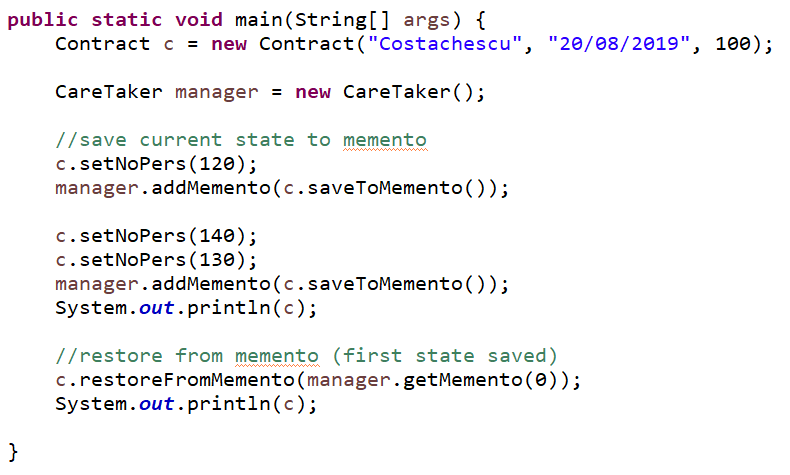 public static void main(String[] args) {
    Contract c = new Contract("Costachescu", "20/08/2019", 100);

    CareTaker manager = new CareTaker();

    //save current state to memento
    c.setNoPers(120);
    manager.addMemento(c.saveToMemento());

    c.setNoPers(140);
    c.setNoPers(130);
    manager.addMemento(c.saveToMemento());
    System.out.println(c);

    //restore from memento (first state saved)
    c.restoreFromMemento(manager.getMemento(0));
    System.out.println(c);

}